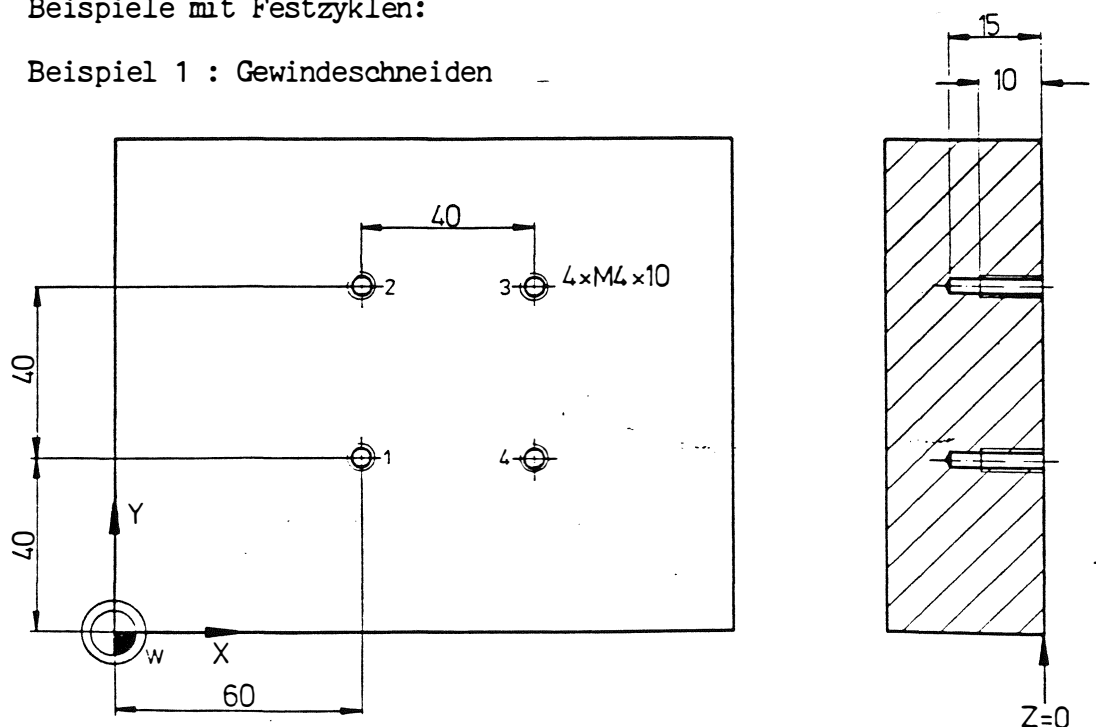 Beispiele mit Festzyklen:
Beispiel 1 : Gewindeschneiden
15
10
40
2
3
4×M4×10
40
1
4
Y
40
W
X
60
Z=0